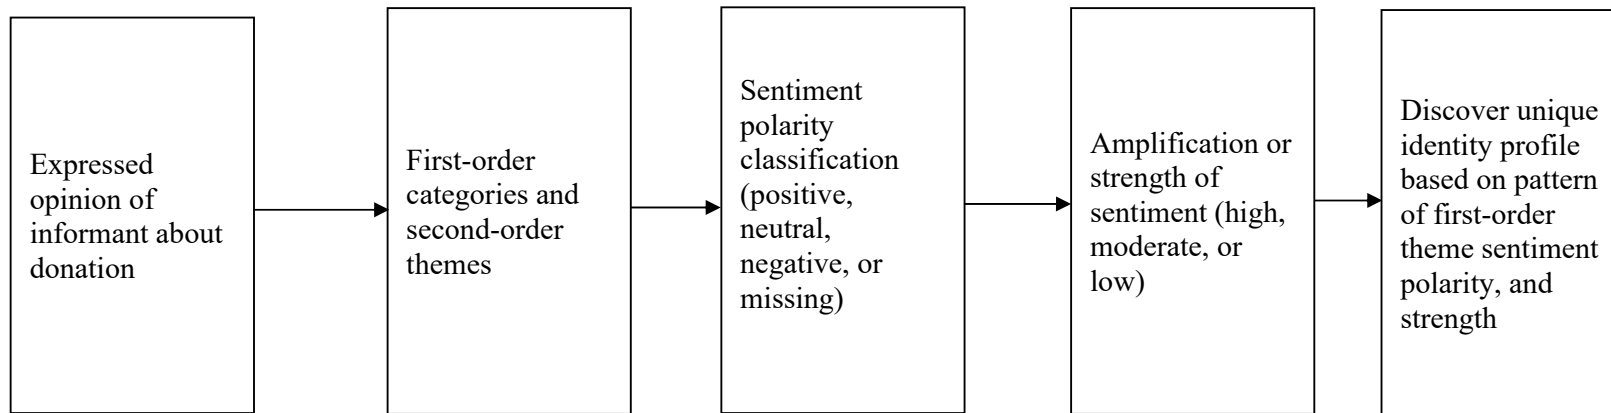 Expressed
opinion of
informant about
donation
First-order
categories and
second-order
themes
Sentiment
polarity
classification
(positive,
neutral,
negative, or
missing)
Amplification or
strength of
sentiment (high,
moderate, or
low)
Discover unique
identity profile
based on pattern
of first-order
theme sentiment
polarity, and
strength